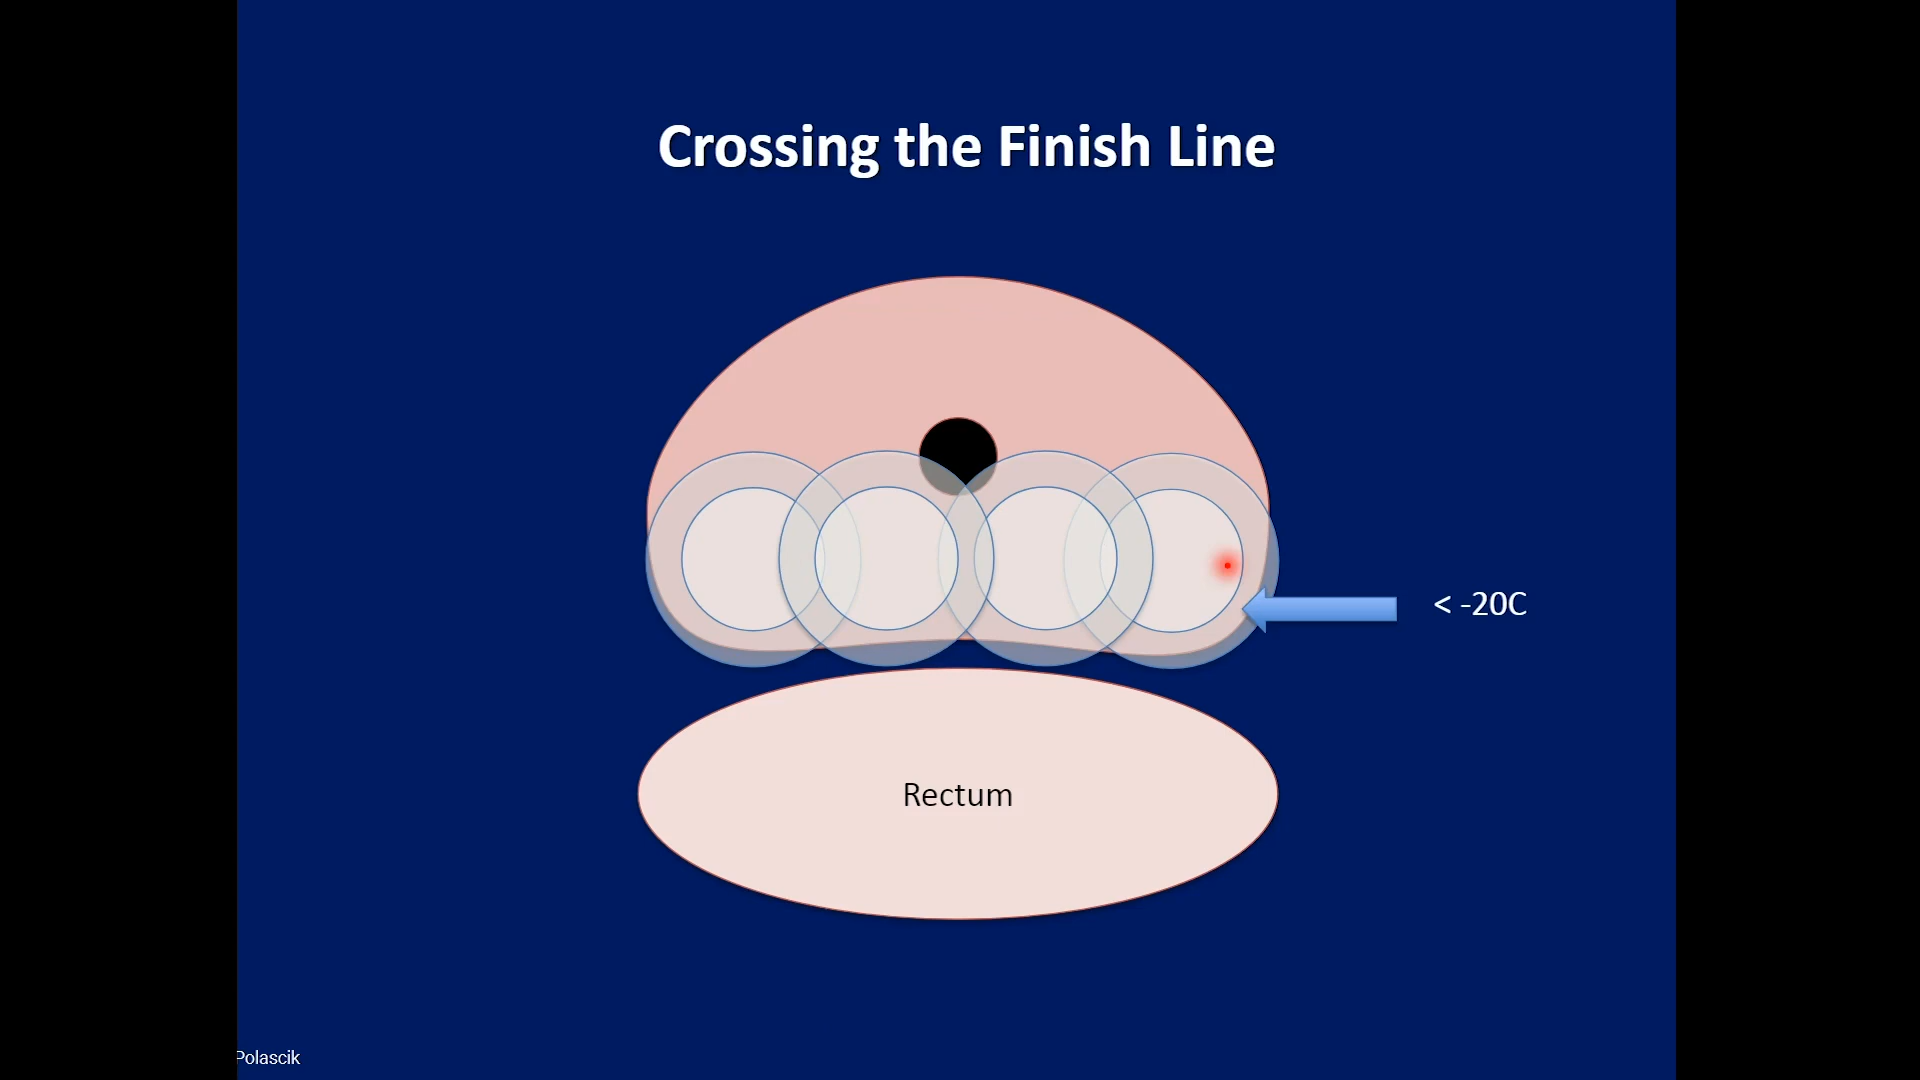 Crossing the Finish Line
< -20C
Rectum
Polascik